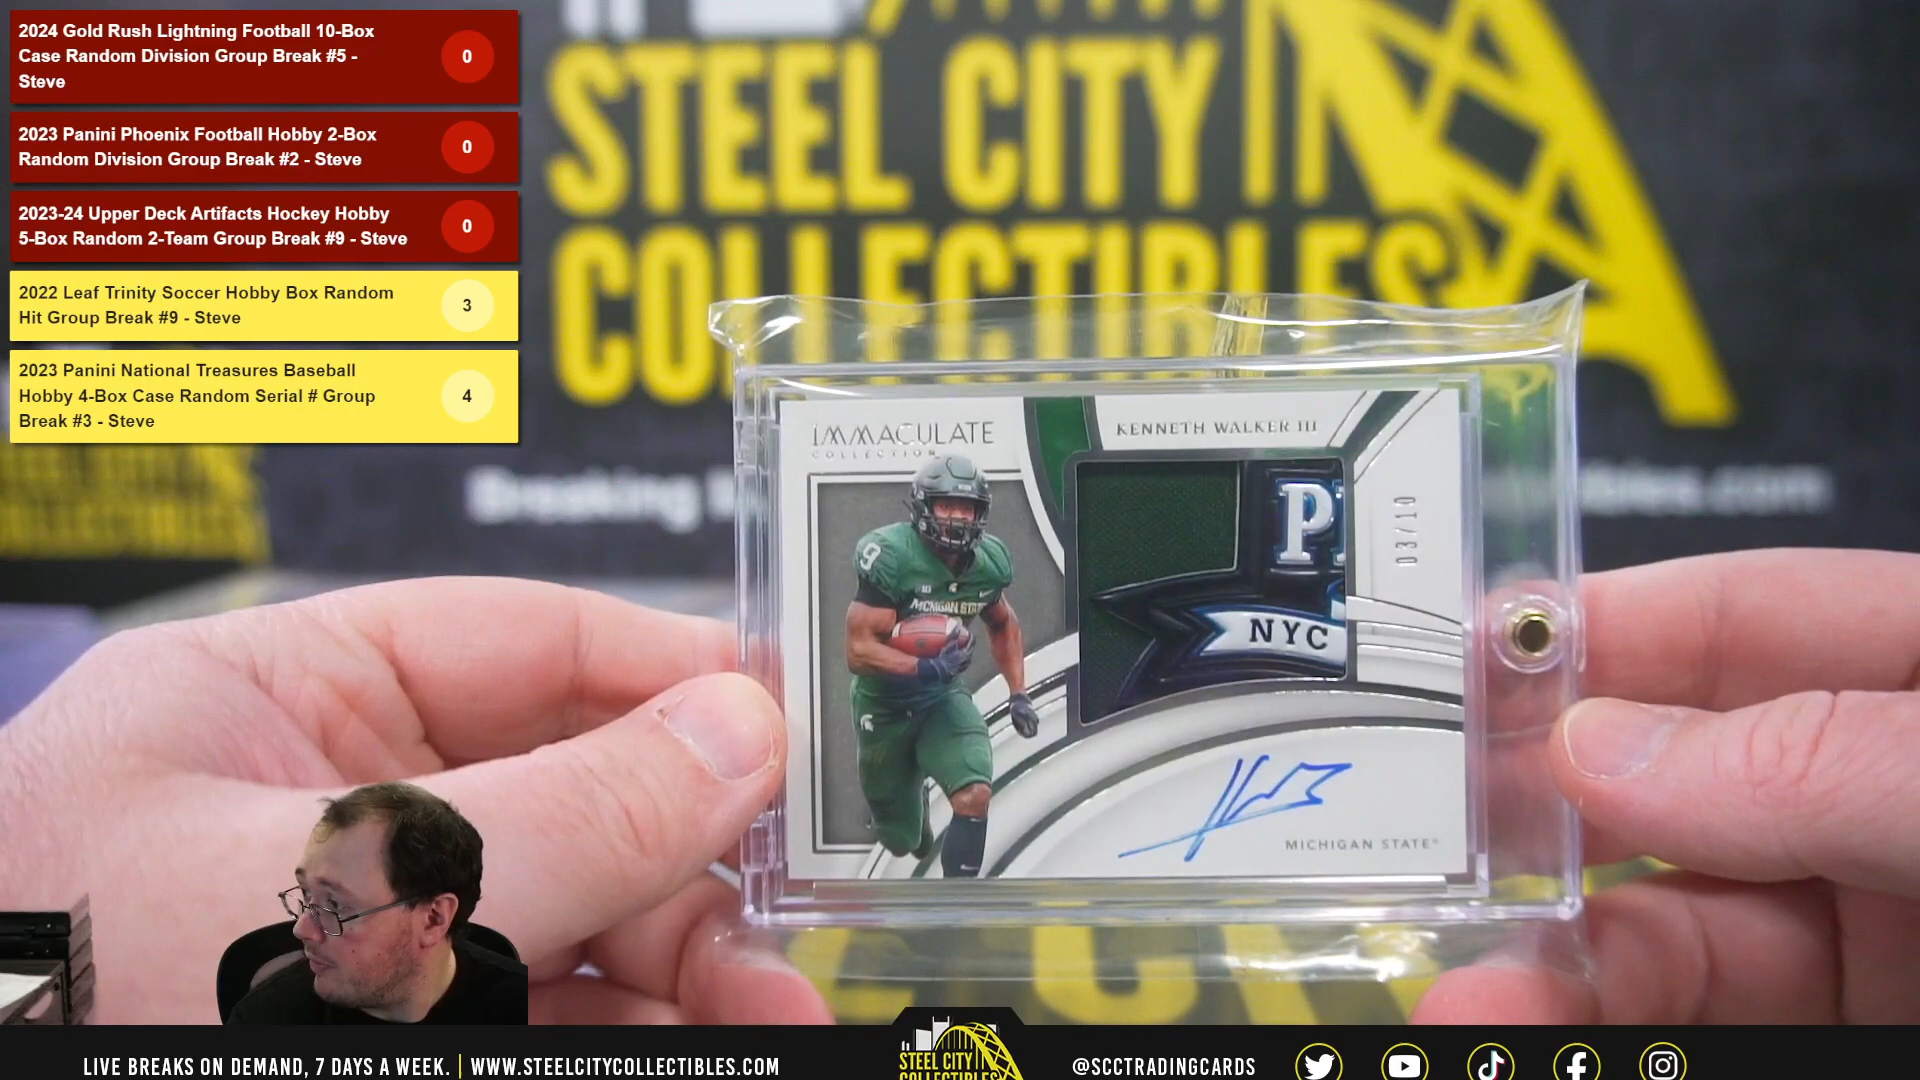 2024 Gold Rush Lightning Football 10-Box
Case Random Division Group Break #5 -
Steve
0
2023 Panini Phoenix Football Hobby 2-Box
Random Division Group Break #2 - Steve
0
2023-24 Upper Deck Artifacts Hockey Hobby
5-Box Random 2-Team Group Break #9 - Steve
0
2022 Leaf Trinity Soccer Hobby Box Random
Hit Group Break #9 - Steve
3
2023 Panini National Treasures Baseball
Hobby 4-Box Case Random Serial # Group
Break #3 - Steve
4
STEEL CITY
COLLECTIBLES
Breaking
IMMACULATE
COLLECTION
KENNETH WALKER III
9
MICHIGAN STATE
NYC
03/10
MICHIGAN STATE®
LIVE BREAKS ON DEMAND, 7 DAYS A WEEK. | WWW.STEELCITYCOLLECTIBLES.COM
STEEL CITY
COLLECTIBLES
@SCCTRADINGCARDS